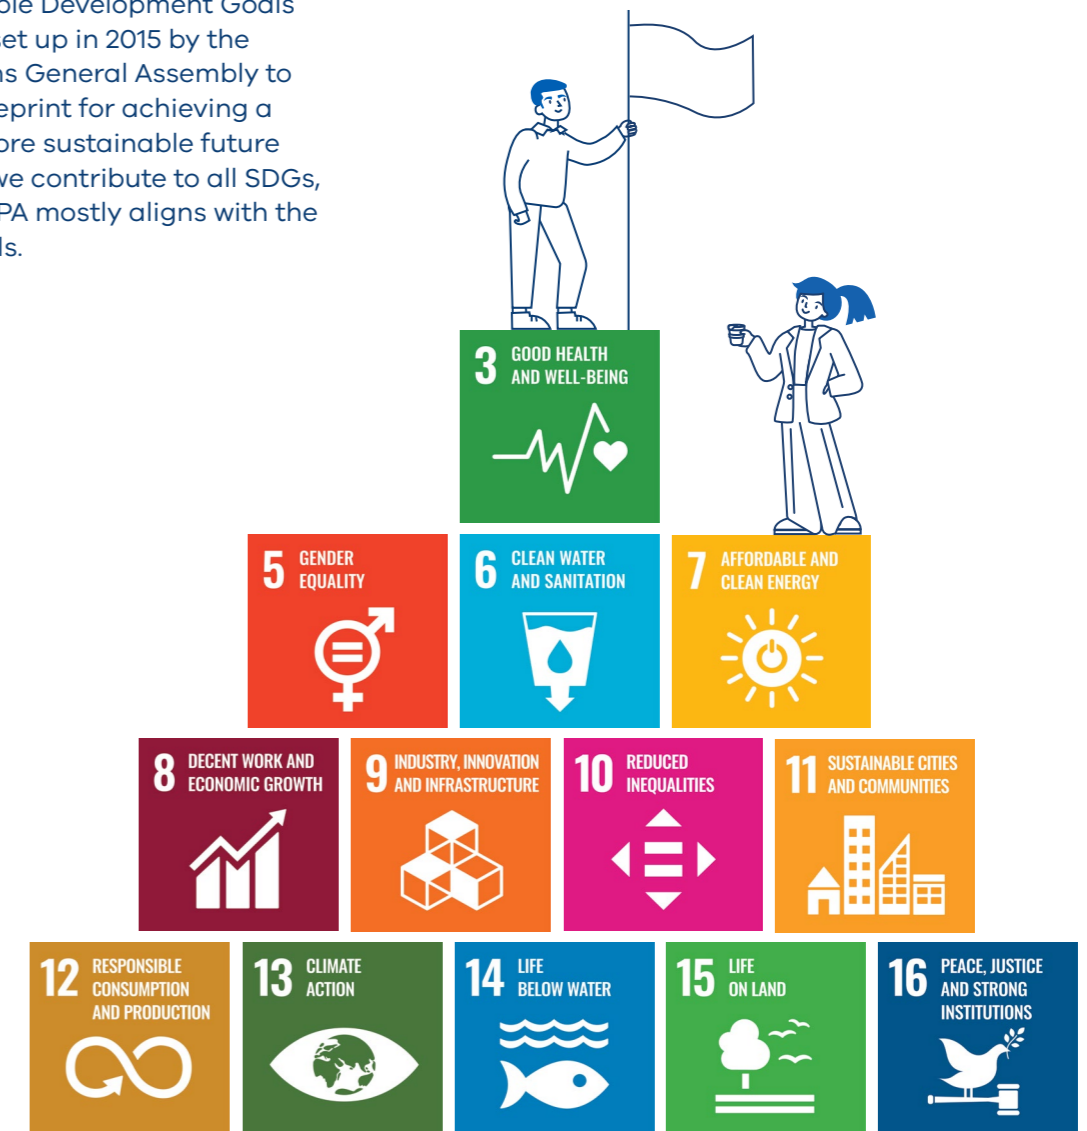 ble Development Goals
set up in 2015 by the
ns General Assembly to
eprint for achieving a
ore sustainable future
we contribute to all SDGs,
PA mostly aligns with the
ls.
3 GOOD HEALTH
AND WELL-BEING
5 GENDER
EQUALITY
6 CLEAN WATER
AND SANITATION
7 AFFORDABLE AND
CLEAN ENERGY
8 DECENT WORK AND
ECONOMIC GROWTH
9 INDUSTRY, INNOVATION
AND INFRASTRUCTURE
10 REDUCED
INEQUALITIES
11 SUSTAINABLE CITIES
AND COMMUNITIES
12 RESPONSIBLE
CONSUMPTION
AND PRODUCTION
13 CLIMATE
ACTION
14 LIFE
BELOW WATER
15 LIFE
ON LAND
16 PEACE, JUSTICE
AND STRONG
INSTITUTIONS